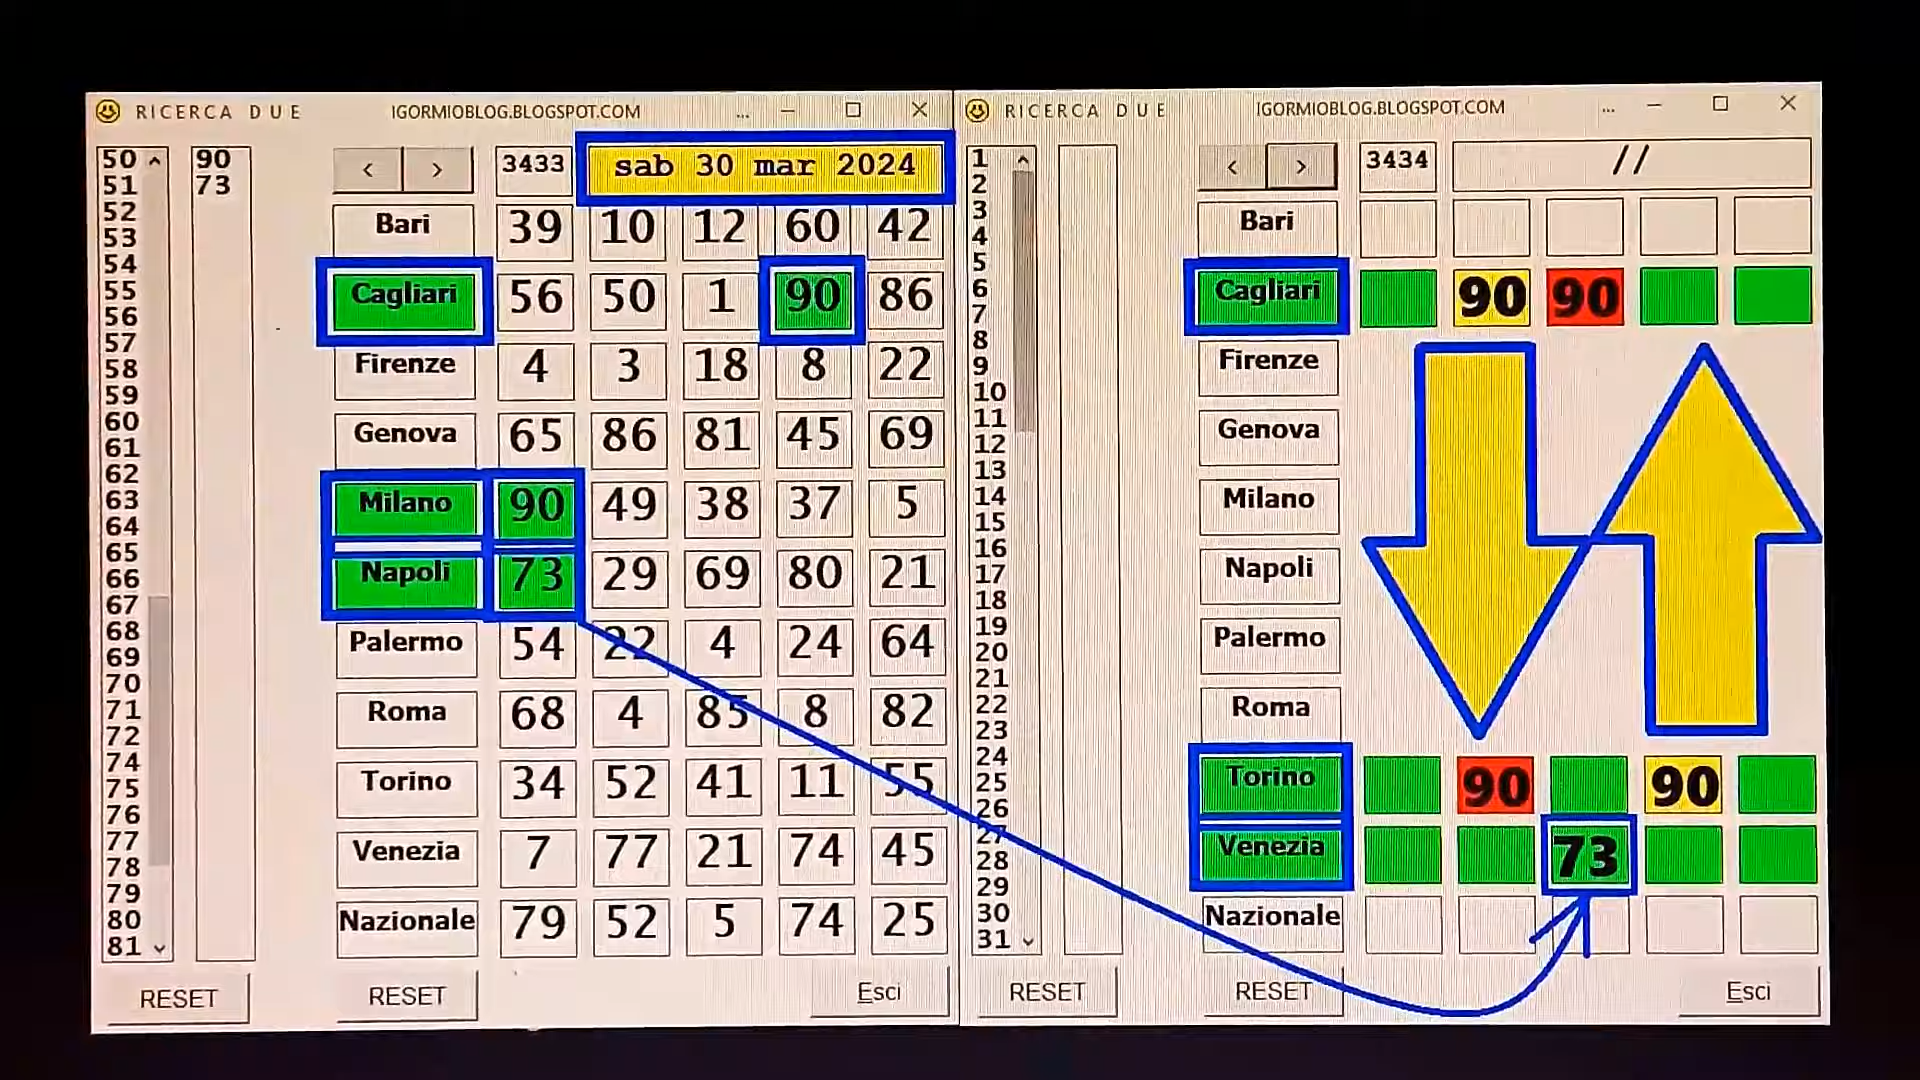 RICERCA DUE IGORMIOBLOG.BLOGSPOT.COM ...
50
51
52
53
54
55
56
57
58
59
60
61
62
63
64
65
66
67
68
69
70
71
72
74
75
76
77
78
79
80
81
90
73
< > 3433 sab 30 mar 2024
Bari 39 10 12 60 42
Cagliari 56 50 1 90 86
Firenze 4 3 18 8 22
Genova 65 86 81 45 69
Milano 90 49 38 37 5
Napoli 73 29 69 80 21
Palermo 54 22 4 24 64
Roma 68 4 85 8 82
Torino 34 52 41 11 55
Venezia 7 77 21 74 45
Nazionale 79 52 5 74 25
RESET RESET Esci
RICERCA DUE IGORMIOBLOG.BLOGSPOT.COM ...
1
2
3
4
5
6
7
8
9
10
11
12
13
14
15
16
17
18
19
20
21
22
23
24
25
26
27
28
29
30
31
< > 3434 //
Bari
Cagliari 90 90
Firenze
Genova
Milano
Napoli
Palermo
Roma
Torino 90 90
Venezia 73
Nazionale
RESET RESET Esci